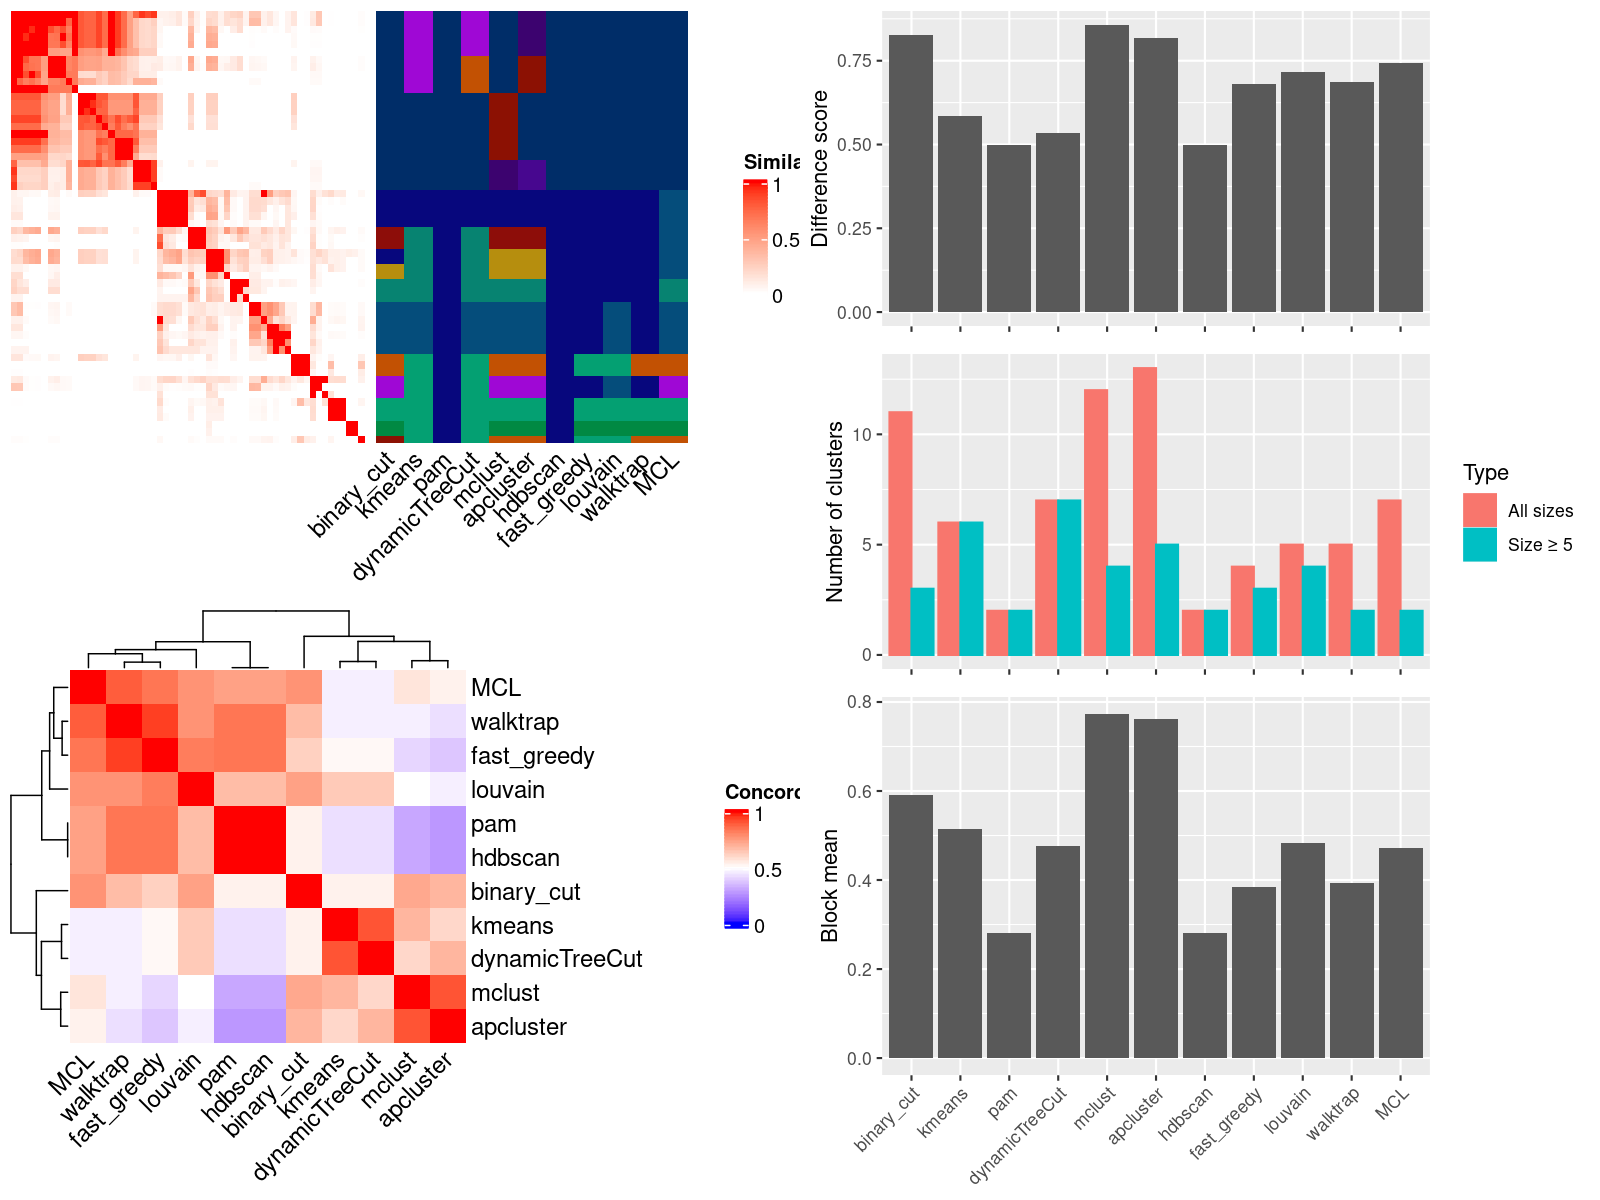 Simila
1
0.5
0
binary_cut
kmeans
pam
dynamicTreeCut
mclust
apcluster
hdbscan
fast_greedy
louvain
walktrap
MCL
MCL
walktrap
fast_greedy
louvain
pam
hdbscan
binary_cut
kmeans
dynamicTreeCut
mclust
apcluster
MCL
walktrap
fast_greedy
louvain
pam
hdbscan
binary_cut
kmeans
dynamicTreeCut
mclust
apcluster
Concord
1
0.5
0
Difference score
0.75
0.50
0.25
0.00
Number of clusters
10
5
0
Type
All sizes
Size ≥ 5
Block mean
0.8
0.6
0.4
0.2
0.0
binary_cut
kmeans
pam
dynamicTreeCut
mclust
apcluster
hdbscan
fast_greedy
louvain
walktrap
MCL